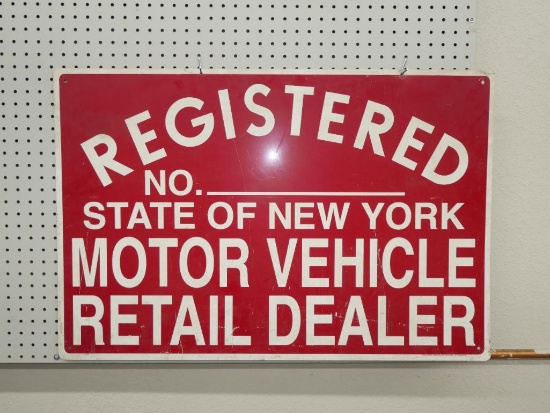 REGISTERED
NO.
STATE OF NEW YORK
MOTOR VEHICLE
RETAIL DEALER